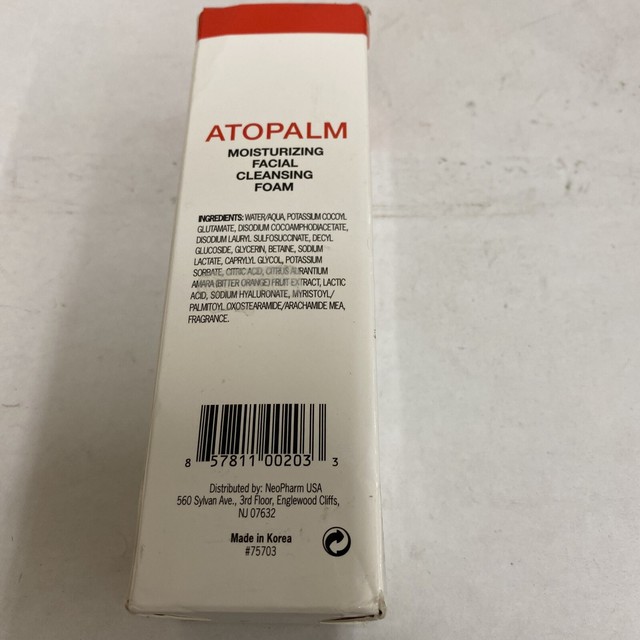 ATOPALM
MOISTURIZING
FACIAL
CLEANSING
FOAM
INGREDIENTS: WATER/AQUA, POTASSIUM COCOYL
GLUTAMATE, DISODIUM COCOAMPHODIACETATE,
DISODIUM LAURYL SULFOSUCCINATE, DECYL
GLUCOSIDE, GLYCERIN, BETAINE, SODIUM
LACTATE, CAPRYLYL GLYCOL, POTASSIUM
SORBATE, CITRIC ACID, CITRUS AURANTIUM
AMARA (BITTER ORANGE) FRUIT EXTRACT, LACTIC
ACID, SODIUM HYALURONATE, MYRISTOYL/
PALMITOYL OXOSTEARAMIDE/ARACHAMIDE MEA,
FRAGRANCE.
8 57811 00203 3
Distributed by: NeoPharm USA
560 Sylvan Ave., 3rd Floor, Englewood Cliffs,
NJ 07632
Made in Korea
#75703